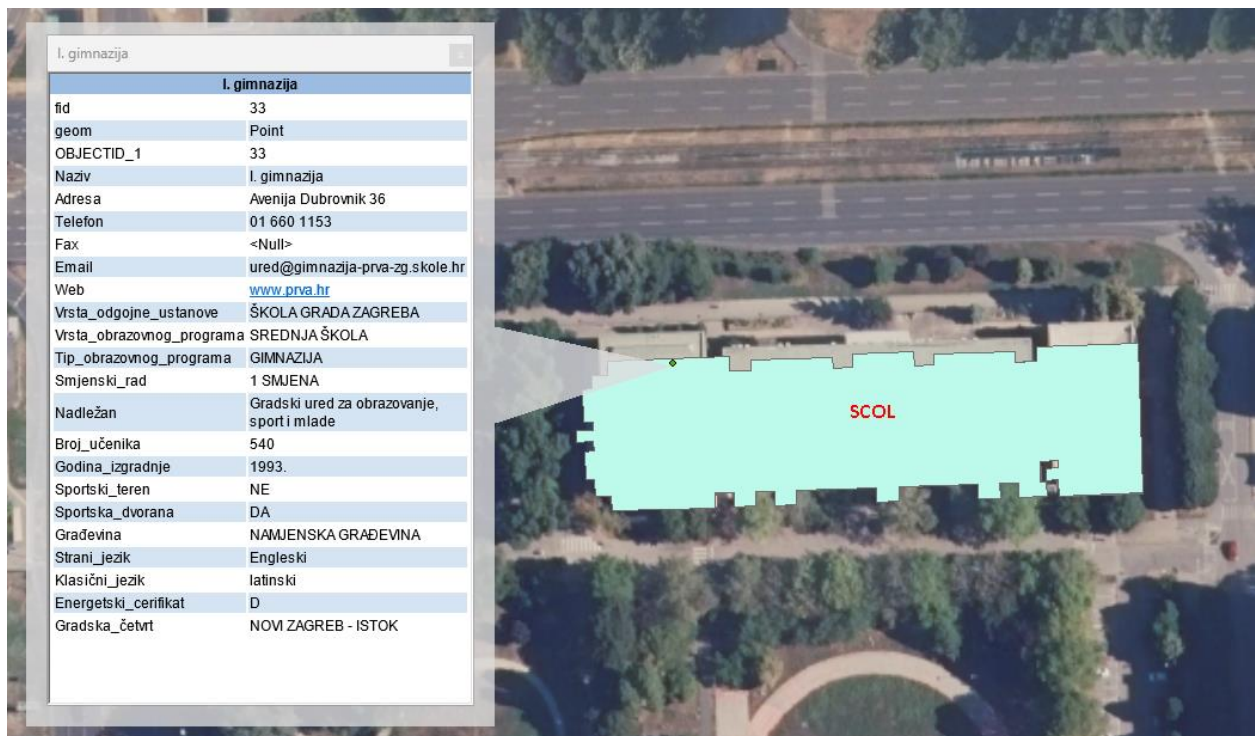 I. gimnazija
I. gimnazija
fid 33
geom Point
OBJECTID_1 33
Naziv I. gimnazija
Adresa Avenija Dubrovnik 36
Telefon 01 660 1153
Fax <Null>
Email ured@gimnazija-prva-zg.skole.hr
Web www.prva.hr
Vrsta_odgojne_ustanove ŠKOLA GRADA ZAGREBA
Vrsta_obrazovnog_programa SREDNJA ŠKOLA
Tip_obrazovnog_programa GIMNAZIJA
Smjenski_rad 1 SMJENA
Nadležan Gradski ured za obrazovanje,
sport i mlade
Broj_učenika 540
Godina_izgradnje 1993.
Sportski_teren NE
Sportska_dvorana DA
Građevina NAMJENSKA GRAĐEVINA
Strani_jezik Engleski
Klasični_jezik latinski
Energetski_cerifikat D
Gradska_četvrt NOVI ZAGREB - ISTOK
SCOL